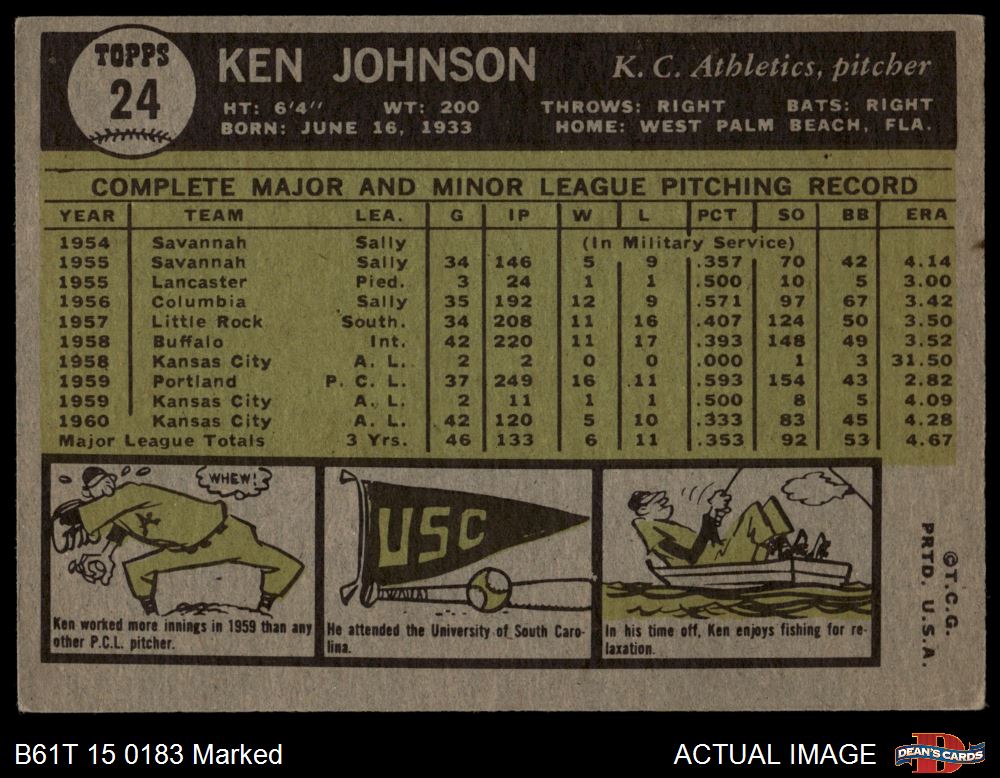 TOPPS
24
KEN JOHNSON
K. C. Athletics, pitcher
HT: 6'4" WT: 200 THROWS: RIGHT BATS: RIGHT
BORN: JUNE 16, 1933 HOME: WEST PALM BEACH, FLA.
COMPLETE MAJOR AND MINOR LEAGUE PITCHING RECORD
YEAR TEAM LEA. G IP W L PCT SO BB ERA
1954 Savannah Sally (In Military Service)
1955 Savannah Sally 34 146 5 9 .357 70 42 4.14
1955 Lancaster Pied. 3 24 1 1 .500 10 5 3.00
1956 Columbia Sally 35 192 12 9 .571 97 67 3.42
1957 Little Rock South. 34 208 11 16 .407 124 50 3.50
1958 Buffalo Int. 42 220 11 17 .393 148 49 3.52
1958 Kansas City A. L. 2 2 0 0 .000 1 3 31.50
1959 Portland P. C. L. 37 249 16 11 .593 154 43 2.82
1959 Kansas City A. L. 2 11 1 1 .500 8 5 4.09
1960 Kansas City A. L. 42 120 5 10 .333 83 45 4.28
Major League Totals 3 Yrs. 46 133 6 11 .353 92 53 4.67
WHEW!
Ken worked more innings in 1959 than any
other P.C.L. pitcher.
USC
He attended the University of South Caro-
lina.
In his time off, Ken enjoys fishing for re-
laxation.
©T.C.G.
PRTD. U.S.A.
B61T 15 0183 Marked
ACTUAL IMAGE
DEAN'S CARDS